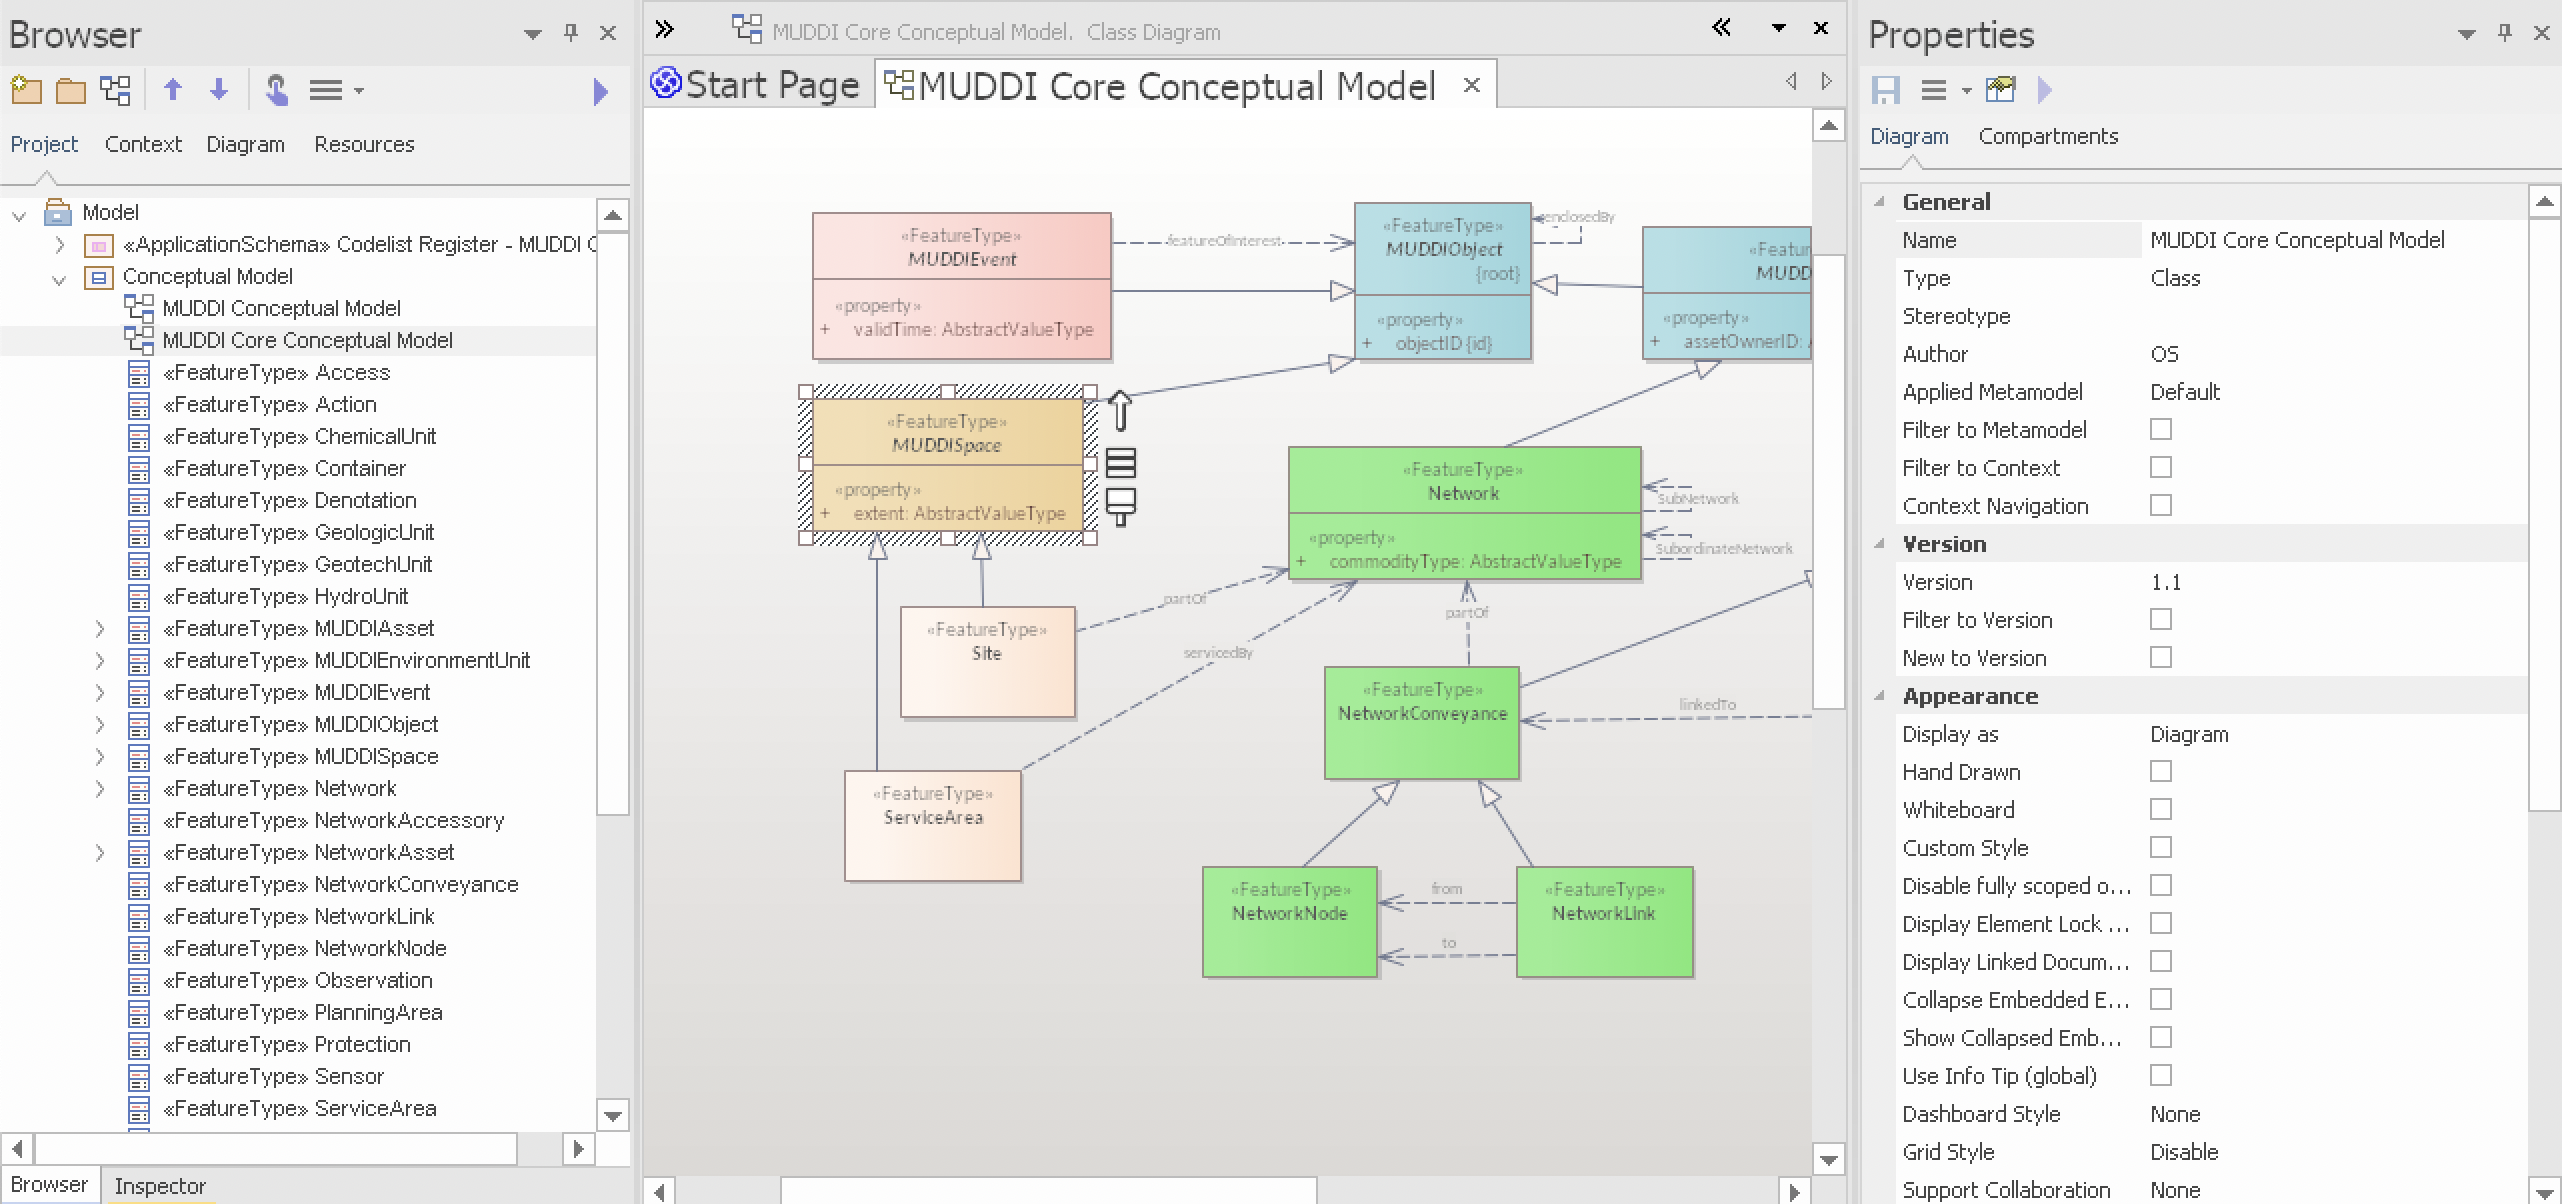 Browser
Project Context Diagram Resources
Model
«ApplicationSchema» Codelist Register - MUDDI C
Conceptual Model
MUDDI Conceptual Model
MUDDI Core Conceptual Model
«FeatureType» Access
«FeatureType» Action
«FeatureType» ChemicalUnit
«FeatureType» Container
«FeatureType» Denotation
«FeatureType» GeologicUnit
«FeatureType» GeotechUnit
«FeatureType» HydroUnit
«FeatureType» MUDDIAsset
«FeatureType» MUDDIEnvironmentUnit
«FeatureType» MUDDIEvent
«FeatureType» MUDDIObject
«FeatureType» MUDDISpace
«FeatureType» Network
«FeatureType» NetworkAccessory
«FeatureType» NetworkAsset
«FeatureType» NetworkConveyance
«FeatureType» NetworkLink
«FeatureType» NetworkNode
«FeatureType» Observation
«FeatureType» PlanningArea
«FeatureType» Protection
«FeatureType» Sensor
«FeatureType» ServiceArea
Browser Inspector
MUDDI Core Conceptual Model. Class Diagram
Start Page MUDDI Core Conceptual Model
«FeatureType»
MUDDIEvent
«property»
+ validTime: AbstractValueType
featureOfInterest
«FeatureType»
MUDDIObject
{root}
«property»
+ objectID {id}
enclosedBy
«Featur
MUDD
«property»
+ assetOwnerID:
«FeatureType»
MUDDISpace
«property»
+ extent: AbstractValueType
«FeatureType»
Network
«property»
+ commodityType: AbstractValueType
SubNetwork
SubordinateNetwork
partOf
servicedBy
partOf
«FeatureType»
Site
«FeatureType»
NetworkConveyance
linkedTo
«FeatureType»
ServiceArea
«FeatureType»
NetworkNode
from
to
«FeatureType»
NetworkLink
Properties
Diagram Compartments
General
Name MUDDI Core Conceptual Model
Type Class
Stereotype
Author OS
Applied Metamodel Default
Filter to Metamodel
Filter to Context
Context Navigation
Version
Version 1.1
Filter to Version
New to Version
Appearance
Display as Diagram
Hand Drawn
Whiteboard
Custom Style
Disable fully scoped o...
Display Element Lock ...
Display Linked Docum...
Collapse Embedded E...
Show Collapsed Emb...
Use Info Tip (global)
Dashboard Style None
Grid Style Disable
Support Collaboration None